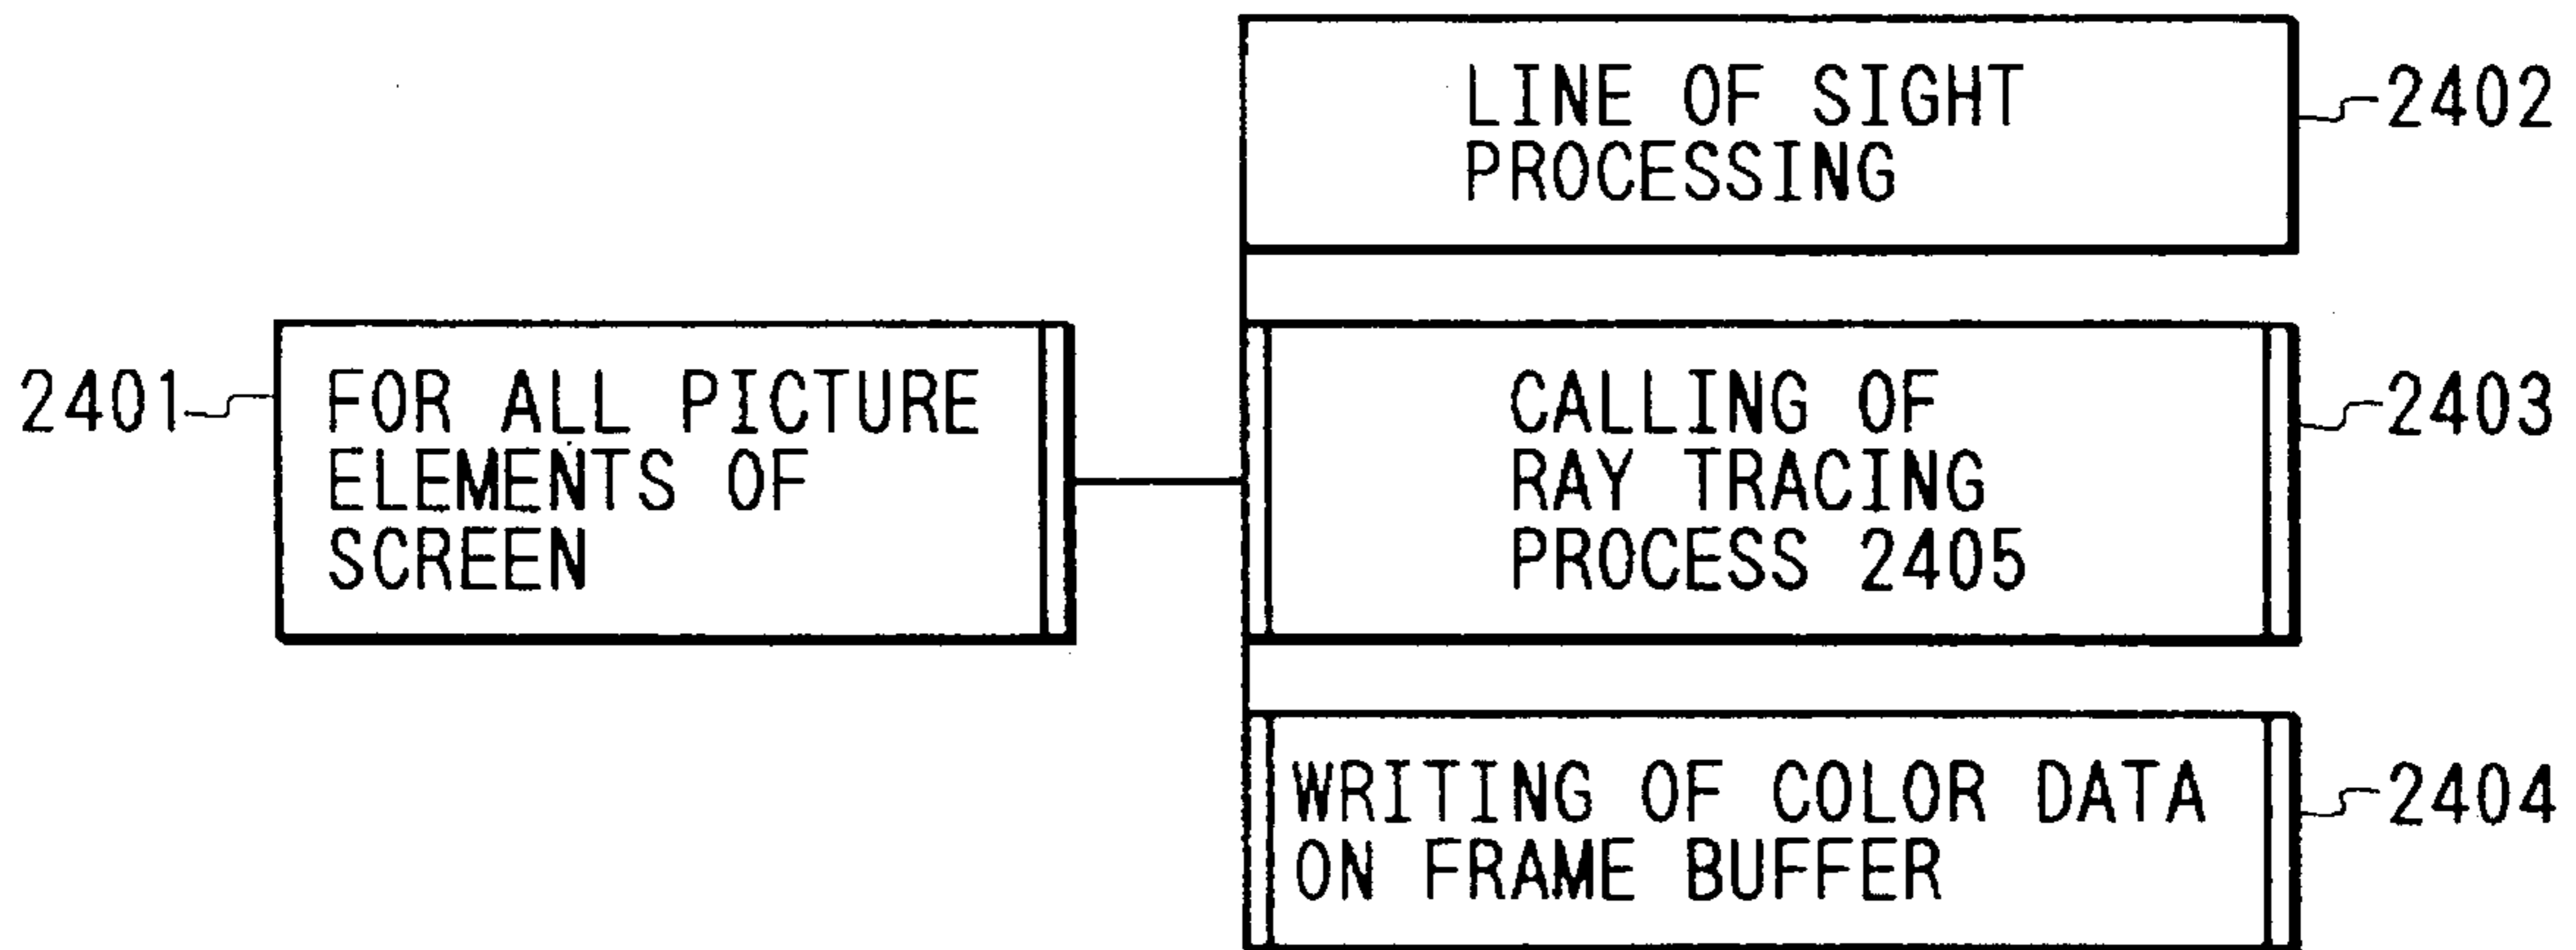 2401
FOR ALL PICTURE
ELEMENTS OF
SCREEN
LINE OF SIGHT
PROCESSING
2402
CALLING OF
RAY TRACING
PROCESS 2405
2403
WRITING OF COLOR DATA
ON FRAME BUFFER
2404